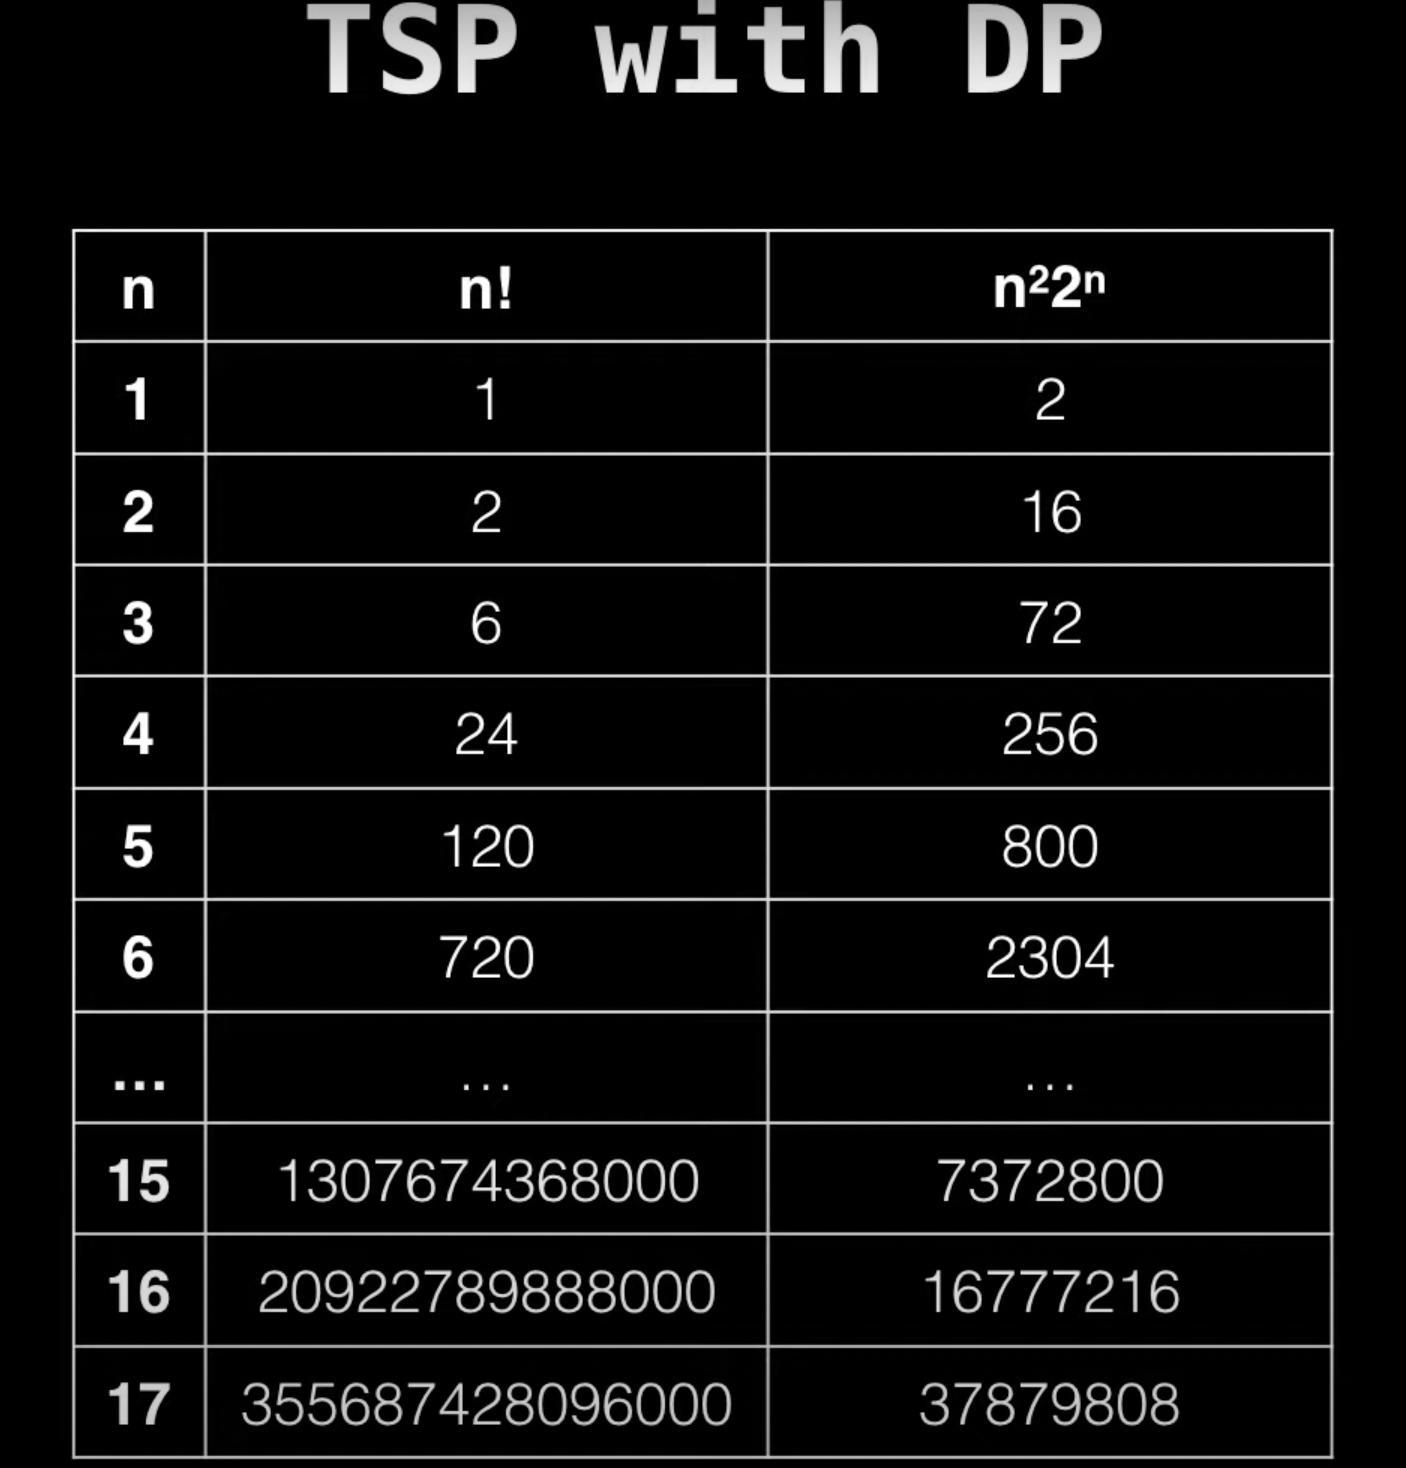 TSP with DP
n n! n²2ⁿ
1 1 2
2 2 16
3 6 72
4 24 256
5 120 800
6 720 2304
... ... ...
15 1307674368000 7372800
16 20922789888000 16777216
17 355687428096000 37879808